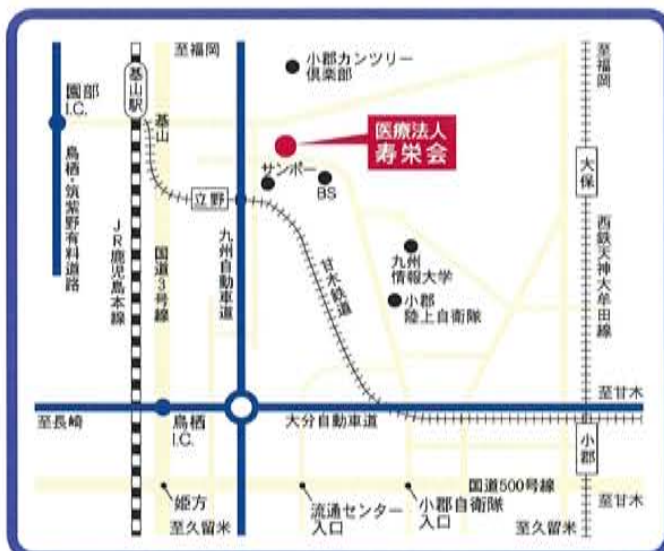 至福岡
小郡カンツリー
倶楽部
至福岡
園部
I.C.
基山駅
基山
医療法人
寿栄会
サンポー
BS
大保
立野
鳥栖・筑紫野有料道路
JR鹿児島本線
国道3号線
九州自動車道
甘木鉄道
九州
情報大学
小郡
陸上自衛隊
西鉄天神大牟田線
至甘木
至長崎
鳥栖
I.C.
大分自動車道
小郡
国道500号線
姫方
流通センター
入口
小郡自衛隊
入口
至甘木
至久留米
至久留米